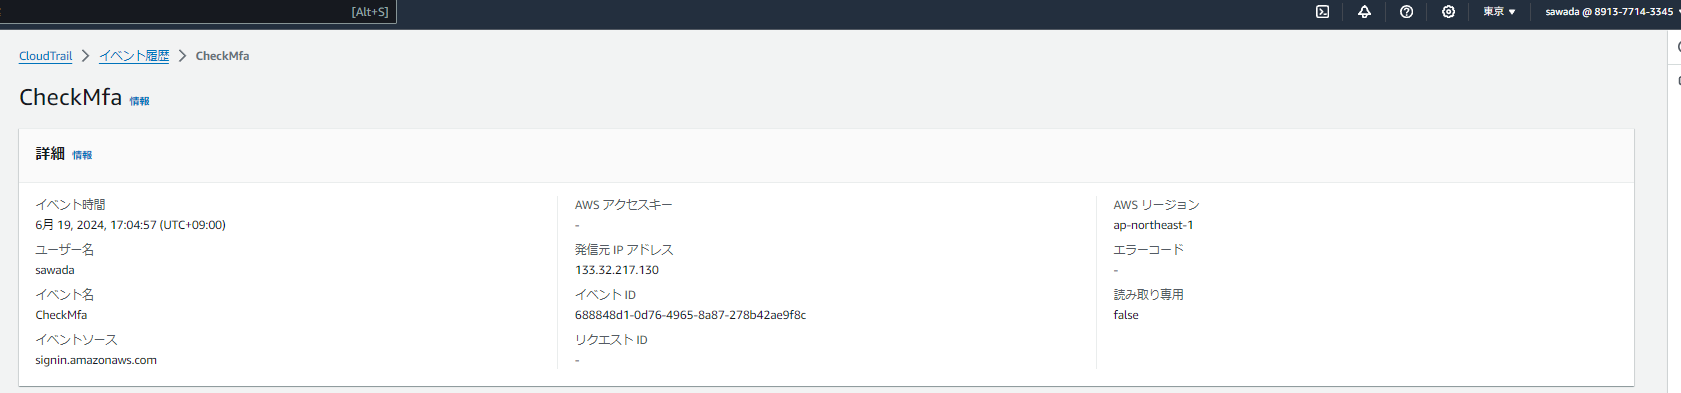 [Alt+S]
東京 ▼
sawada @ 8913-7714-3345
CloudTrail > イベント履歴 > CheckMfa
CheckMfa 情報
詳細 情報
イベント時間
6月 19, 2024, 17:04:57 (UTC+09:00)
ユーザー名
sawada
イベント名
CheckMfa
イベントソース
signin.amazonaws.com
AWS アクセスキー
-
発信元 IP アドレス
133.32.217.130
イベント ID
688848d1-0d76-4965-8a87-278b42ae9f8c
リクエスト ID
-
AWS リージョン
ap-northeast-1
エラーコード
-
読み取り専用
false